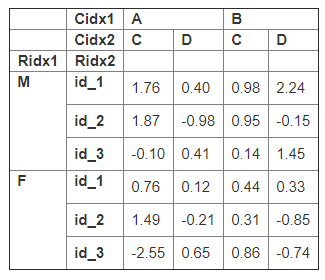 Cidx1 A B
Cidx2 C D C D
Ridx1 Ridx2
M id_1 1.76 0.40 0.98 2.24
id_2 1.87 -0.98 0.95 -0.15
id_3 -0.10 0.41 0.14 1.45
F id_1 0.76 0.12 0.44 0.33
id_2 1.49 -0.21 0.31 -0.85
id_3 -2.55 0.65 0.86 -0.74